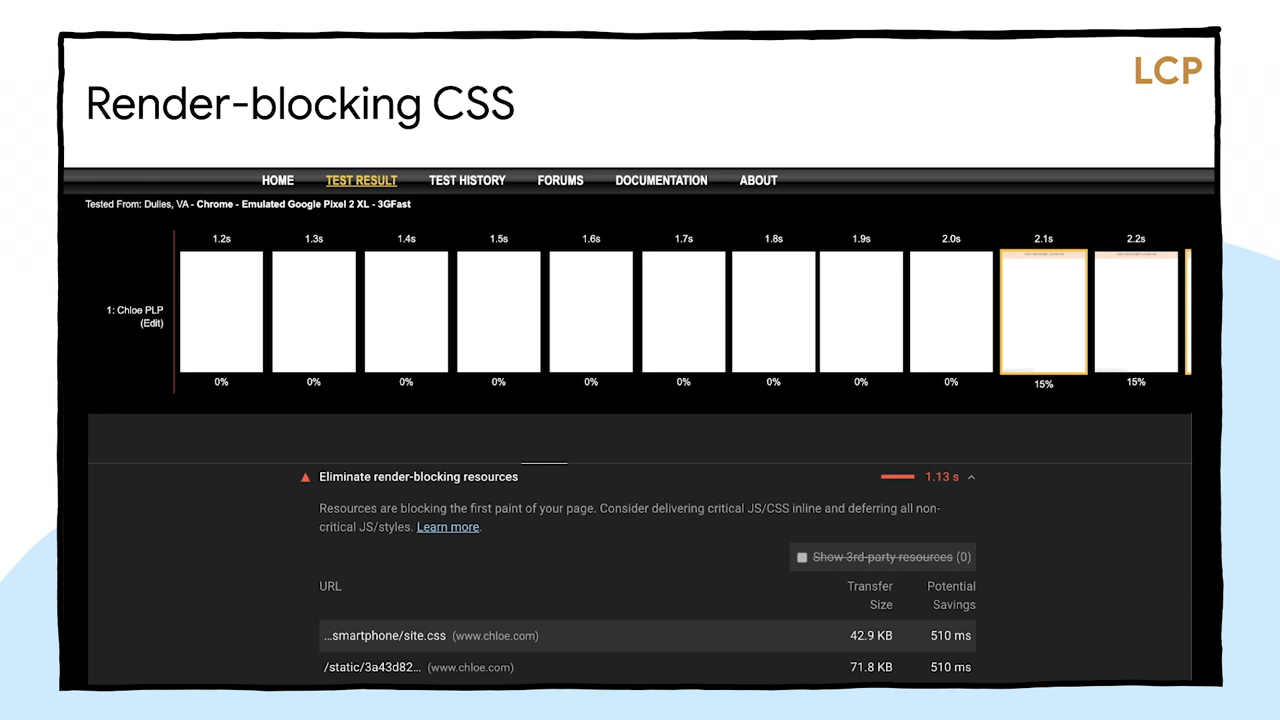 LCP
Render-blocking CSS
HOME TEST RESULT TEST HISTORY FORUMS DOCUMENTATION ABOUT
Tested From: Dulles, VA - Chrome - Emulated Google Pixel 2 XL - 3GFast
1.2s 1.3s 1.4s 1.5s 1.6s 1.7s 1.8s 1.9s 2.0s 2.1s 2.2s
1: Chloe PLP
(Edit)
0% 0% 0% 0% 0% 0% 0% 0% 0% 15% 15%
Eliminate render-blocking resources 1.13 s
Resources are blocking the first paint of your page. Consider delivering critical JS/CSS inline and deferring all non-
critical JS/styles. Learn more.
Show 3rd-party resources (0)
URL Transfer Size Potential Savings
...smartphone/site.css (www.chloe.com) 42.9 KB 510 ms
/static/3a43d82... (www.chloe.com) 71.8 KB 510 ms